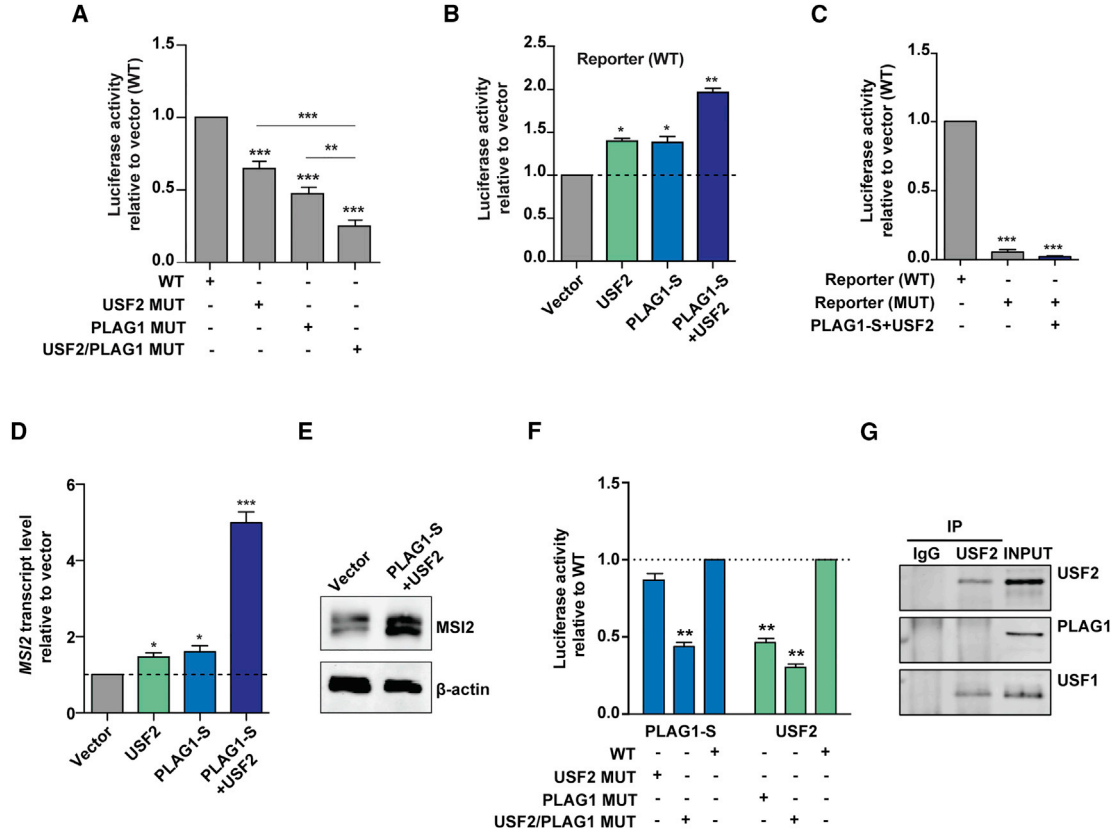 A
Luciferase activity
relative to vector (WT)
1.5
1.0
0.5
0.0
***
***
**
***
***
WT + - - -
USF2 MUT - + - -
PLAG1 MUT - - + -
USF2/PLAG1 MUT - - - +
B
Luciferase activity
relative to vector
2.5
2.0
1.5
1.0
0.5
0.0
Reporter (WT)
*
*
**
Vector
USF2
PLAG1-S
PLAG1-S
+USF2
C
Luciferase activity
relative to vector (WT)
1.5
1.0
0.5
0.0
***
***
Reporter (WT) + - -
Reporter (MUT) - + +
PLAG1-S+USF2 - - +
D
MSI2 transcript level
relative to vector
6
4
2
0
*
*
***
Vector
USF2
PLAG1-S
PLAG1-S
+USF2
E
Vector
PLAG1-S
+USF2
MSI2
β-actin
F
Luciferase activity
relative to WT
1.5
1.0
0.5
0.0
**
**
**
PLAG1-S USF2
WT - - + - - +
USF2 MUT + - - - - -
PLAG1 MUT - - - + - -
USF2/PLAG1 MUT - + - - + -
G
IP
IgG USF2 INPUT
USF2
PLAG1
USF1